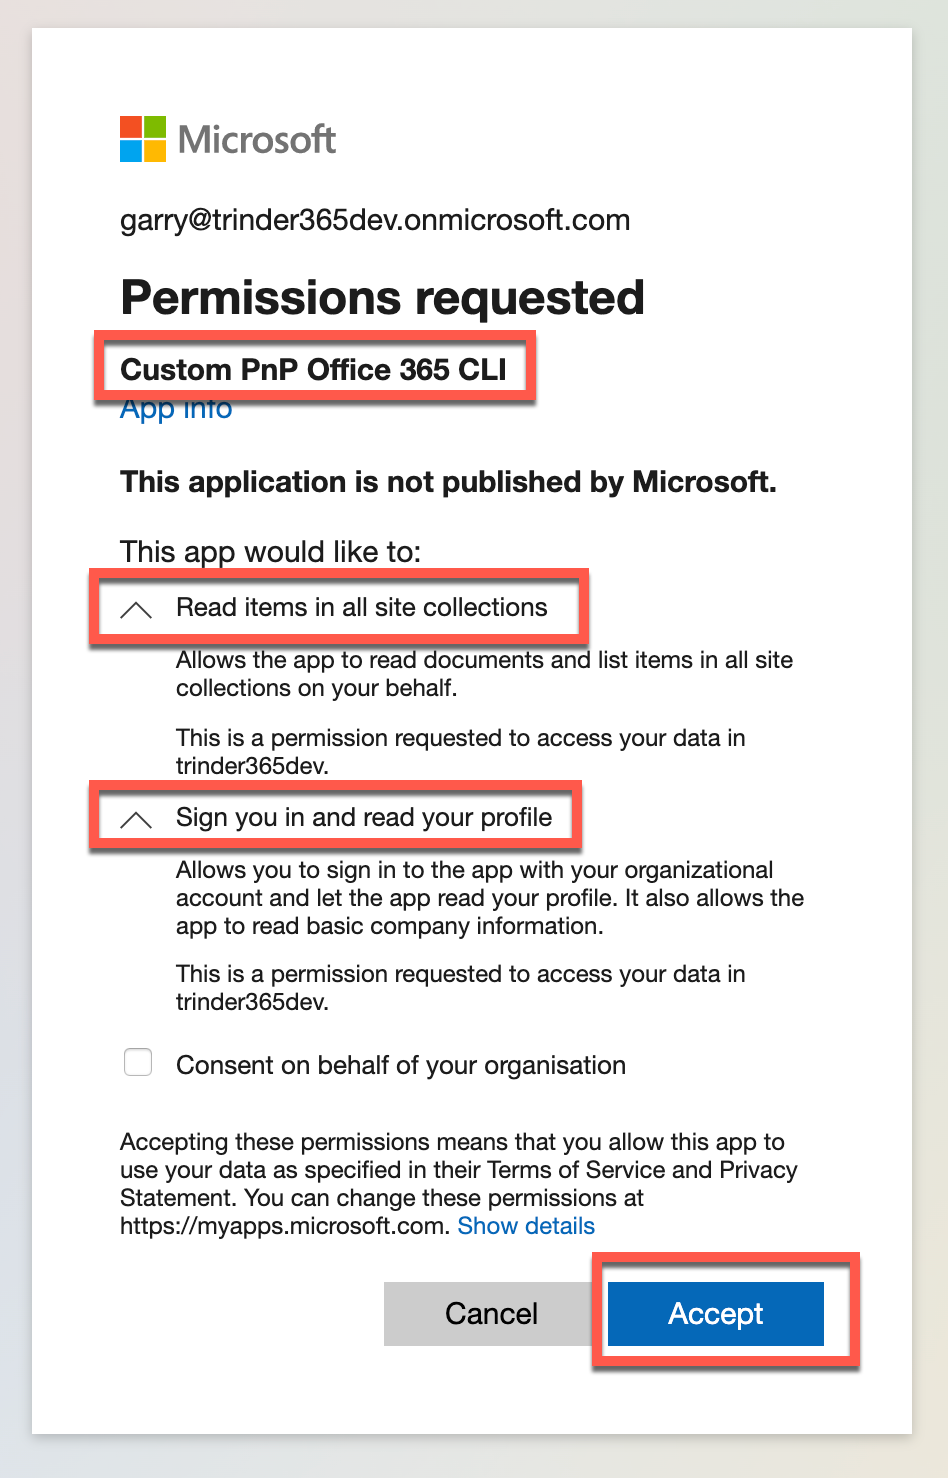 Microsoft
garry@trinder365dev.onmicrosoft.com
Permissions requested
Custom PnP Office 365 CLI
App info
This application is not published by Microsoft.
This app would like to:
Read items in all site collections
Allows the app to read documents and list items in all site
collections on your behalf.
This is a permission requested to access your data in
trinder365dev.
Sign you in and read your profile
Allows you to sign in to the app with your organizational
account and let the app read your profile. It also allows the
app to read basic company information.
This is a permission requested to access your data in
trinder365dev.
Consent on behalf of your organisation
Accepting these permissions means that you allow this app to
use your data as specified in their Terms of Service and Privacy
Statement. You can change these permissions at
https://myapps.microsoft.com. Show details
Cancel Accept